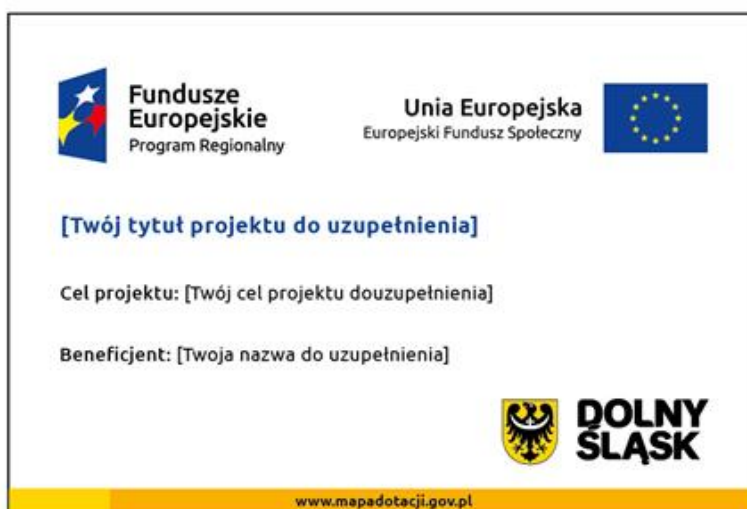 Fundusze
Europejskie
Program Regionalny
Unia Europejska
Europejski Fundusz Społeczny
[Twój tytuł projektu do uzupełnienia]
Cel projektu: [Twój cel projektu douzupełnienia]
Beneficjent: [Twoja nazwa do uzupełnienia]
DOLNY
ŚLĄSK
www.mapadotacji.gov.pl